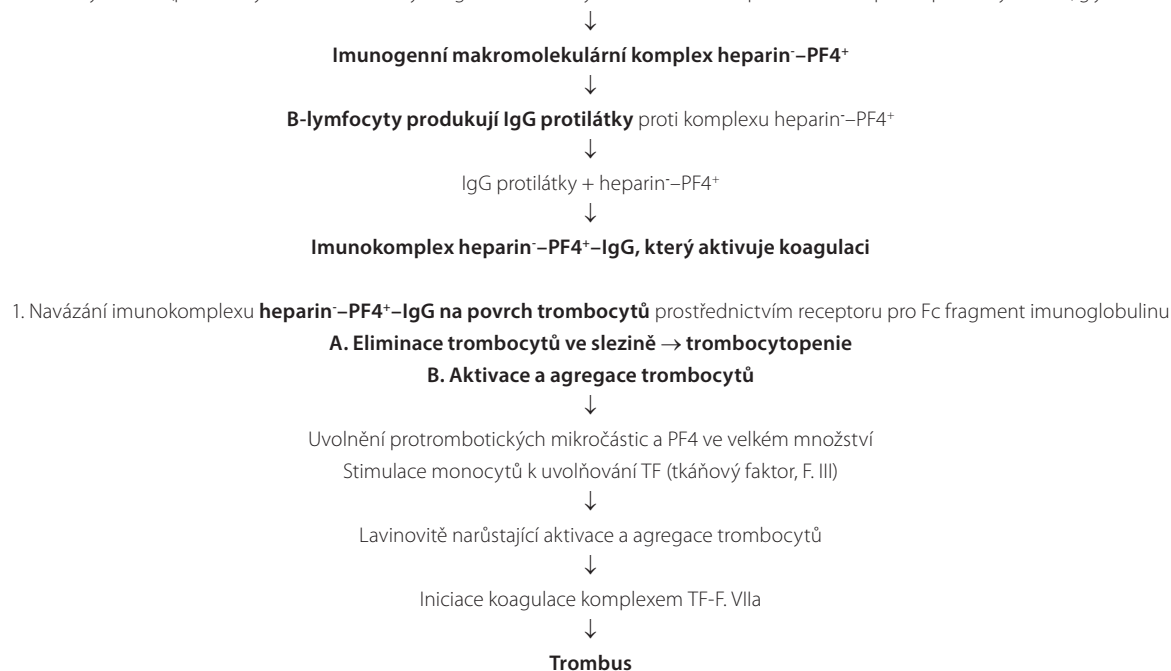 ↓
Imunogenní makromolekulární komplex heparin⁻–PF4⁺
↓
B-lymfocyty produkují IgG protilátky proti komplexu heparin⁻–PF4⁺
↓
IgG protilátky + heparin⁻–PF4⁺
↓
Imunokomplex heparin⁻–PF4⁺–IgG, který aktivuje koagulaci
1. Navázání imunokomplexu heparin⁻–PF4⁺–IgG na povrch trombocytů prostřednictvím receptoru pro Fc fragment imunoglobulinu
A. Eliminace trombocytů ve slezině → trombocytopenie
B. Aktivace a agregace trombocytů
↓
Uvolnění protrombotických mikročástic a PF4 ve velkém množství
Stimulace monocytů k uvolňování TF (tkáňový faktor, F. III)
↓
Lavinovitě narůstající aktivace a agregace trombocytů
↓
Iniciace koagulace komplexem TF-F. VIIa
↓
Trombus